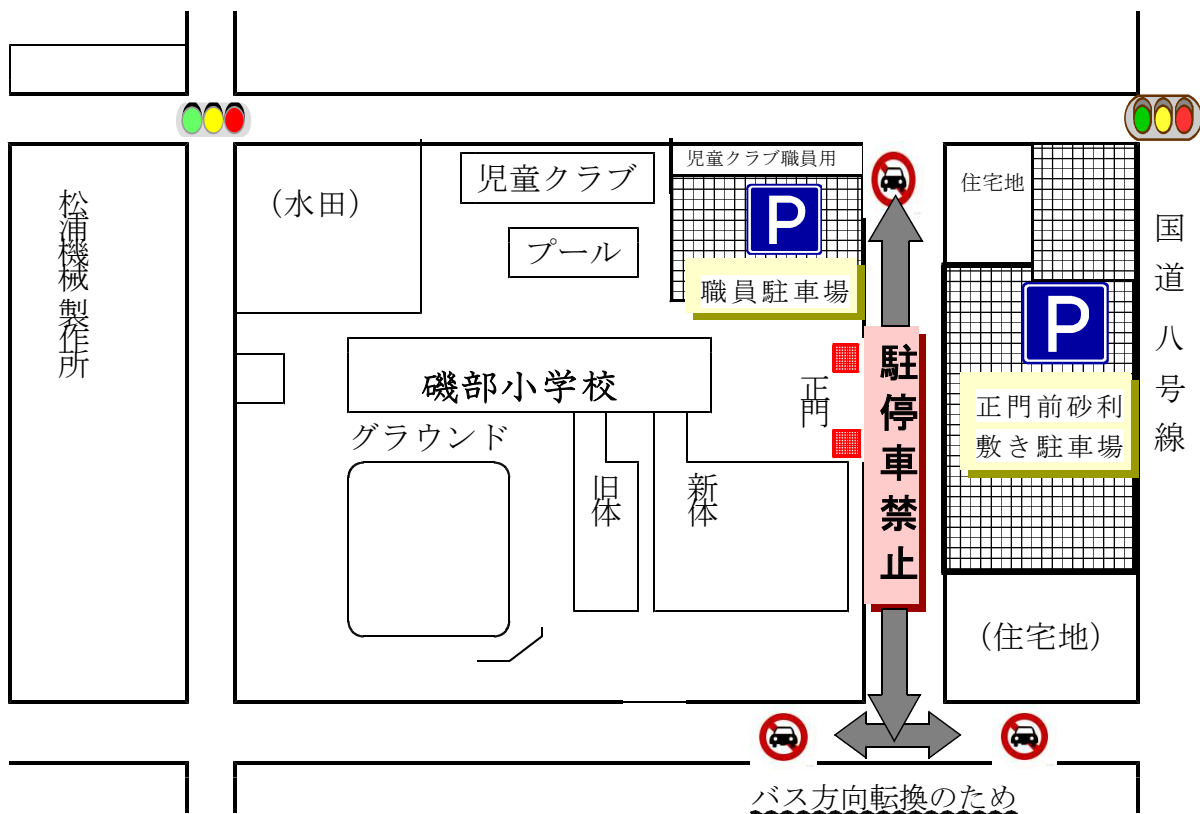 児童クラブ職員用
児童クラブ
住宅地
(水田)
P
松浦機械製作所
国道八号線
プール
職員駐車場
P
磯部小学校
正門
駐停車禁止
正門前砂利
敷き駐車場
グラウンド
旧体
新体
(住宅地)
バス方向転換のため